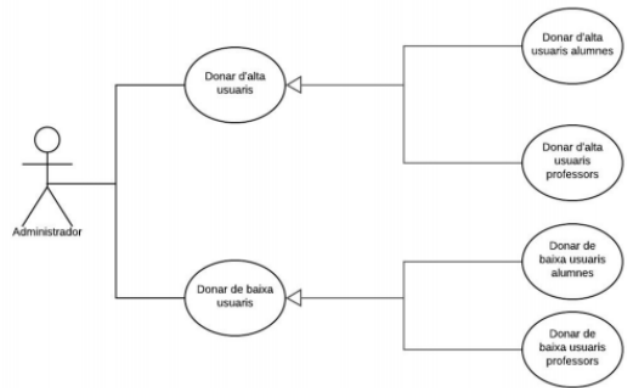 Donar d'alta
usuaris alumnes
Donar d'alta
usuaris
Donar d'alta
usuaris
professors
Administrador
Donar de baixa
usuaris
Donar de
baixa usuaris
alumnes
Donar de
baixa usuaris
professors